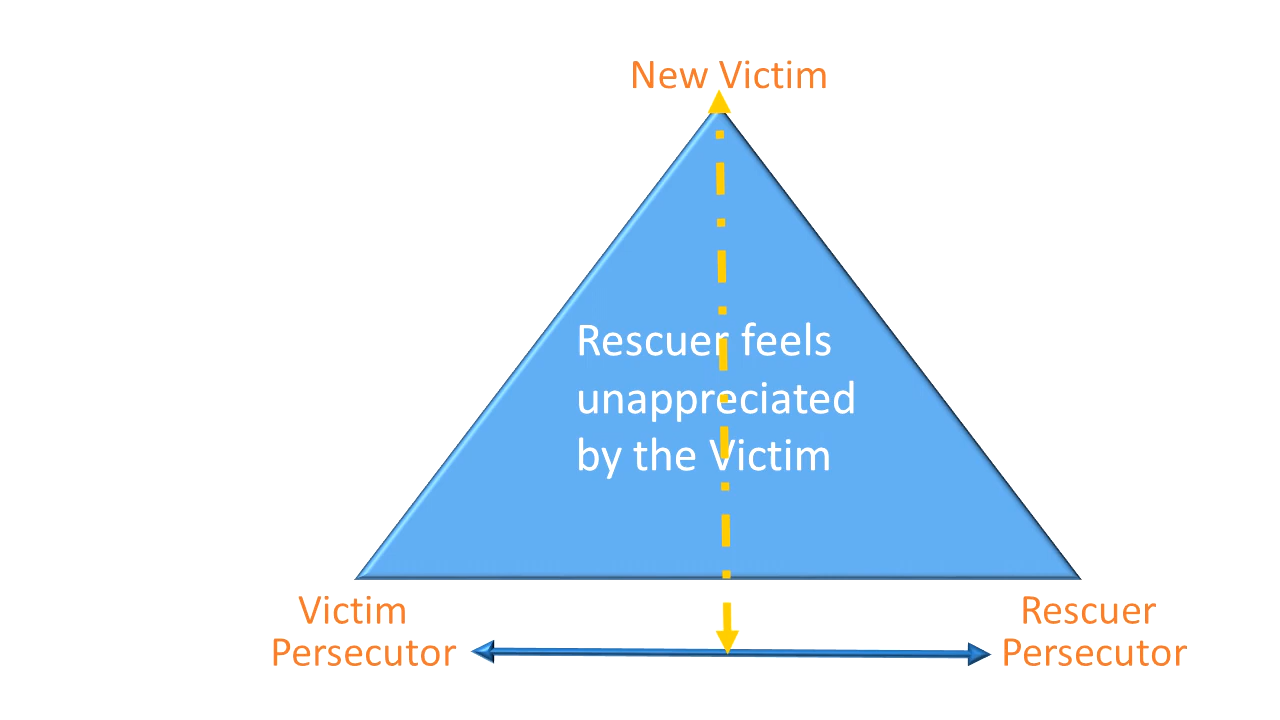 New Victim
Rescuer feels
unappreciated
by the Victim
Victim
Persecutor
Rescuer
Persecutor